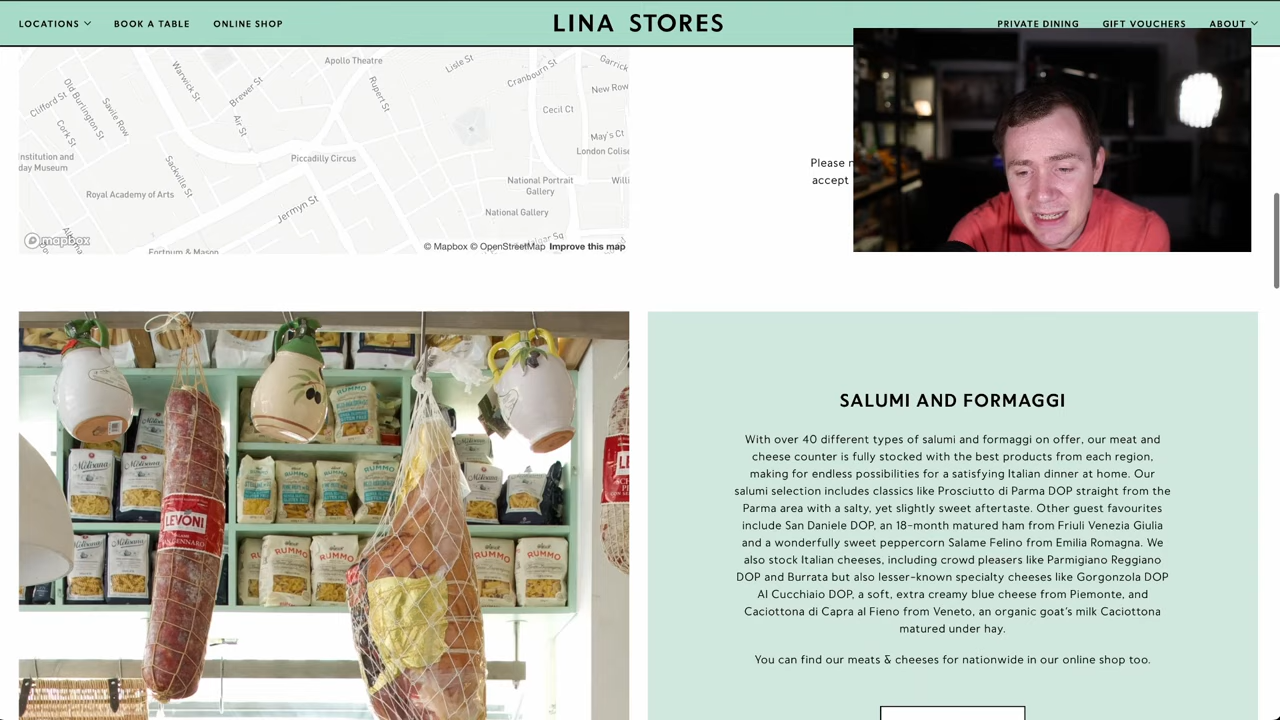 LOCATIONS
BOOK A TABLE
ONLINE SHOP
LINA STORES
PRIVATE DINING
GIFT VOUCHERS
ABOUT
Apollo Theatre
Lisle St
Cranbourn St
Garrick
Warwick St
Brewer St
Rupert St
Old Burlington St
Clifford St
Savile Row
Cork St
Air St
New Row
Cecil Ct
May's Ct
London Colise
nstitution and
day Museum
Piccadilly Circus
Sackville St
Royal Academy of Arts
Jermyn St
National Portrait
Gallery
Willi
National Gallery
Fortnum & Mason
mapbox
© Mapbox © OpenStreetMap Improve this map
Please
accept
LEVONI
RUMMO
RUMMO
RUMMO
RUMMO
Molisana
SALUMI AND FORMAGGI
With over 40 different types of salumi and formaggi on offer, our meat and
cheese counter is fully stocked with the best products from each region,
making for endless possibilities for a satisfying Italian dinner at home. Our
salumi selection includes classics like Prosciutto di Parma DOP straight from the
Parma area with a salty, yet slightly sweet aftertaste. Other guest favourites
include San Daniele DOP, an 18-month matured ham from Friuli Venezia Giulia
and a wonderfully sweet peppercorn Salame Felino from Emilia Romagna. We
also stock Italian cheeses, including crowd pleasers like Parmigiano Reggiano
DOP and Burrata but also lesser-known specialty cheeses like Gorgonzola DOP
Al Cucchiaio DOP, a soft, extra creamy blue cheese from Piemonte, and
Caciottona di Capra al Fieno from Veneto, an organic goat's milk Caciottona
matured under hay.
You can find our meats & cheeses for nationwide in our online shop too.